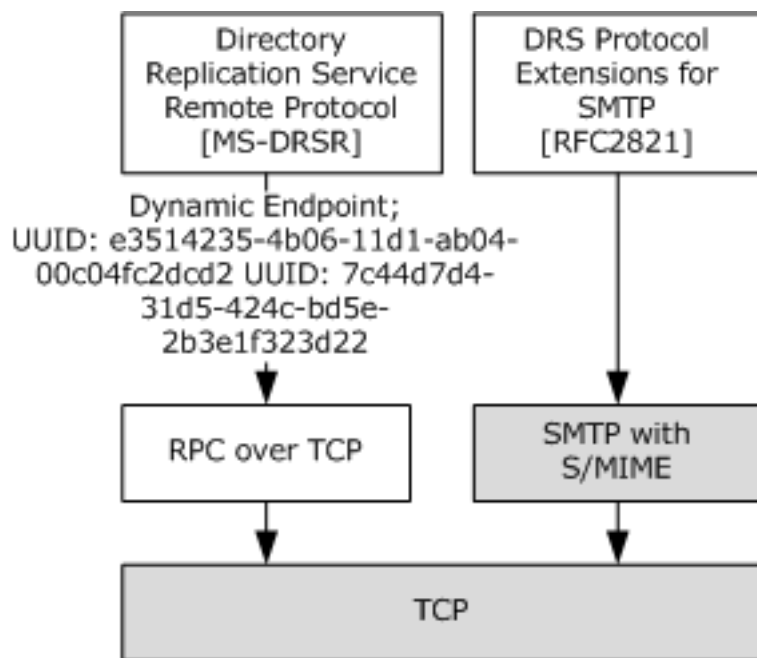 Directory
Replication Service
Remote Protocol
[MS-DRSR]
DRS Protocol
Extensions for
SMTP
[RFC2821]
Dynamic Endpoint;
UUID: e3514235-4b06-11d1-ab04-
00c04fc2dcd2 UUID: 7c44d7d4-
31d5-424c-bd5e-
2b3e1f323d22
RPC over TCP
SMTP with
S/MIME
TCP